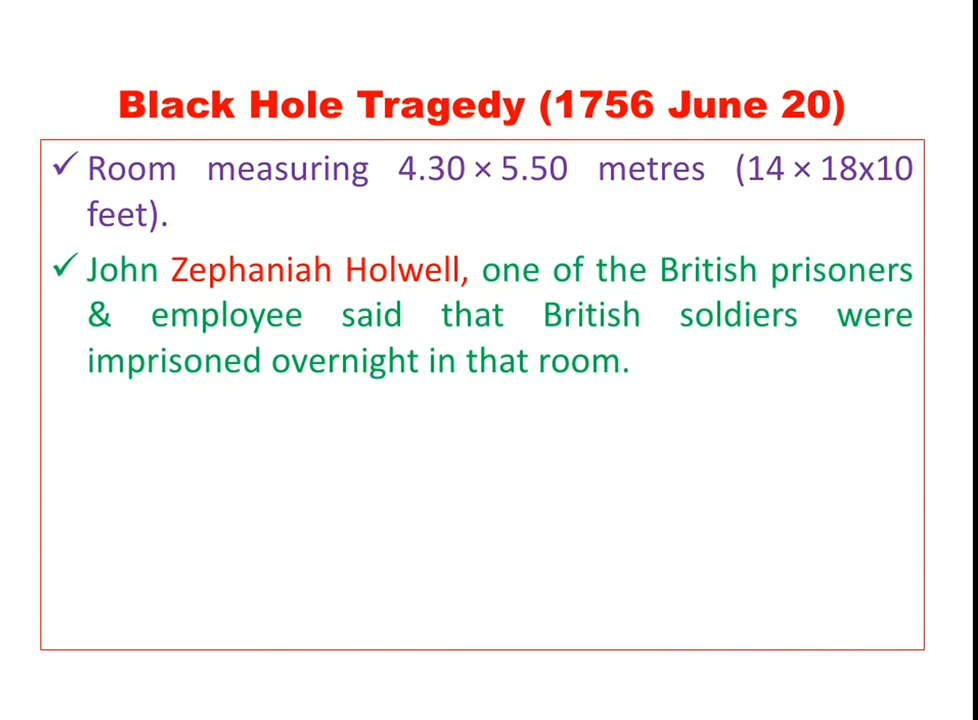 Black Hole Tragedy (1756 June 20)
✓ Room measuring 4.30 × 5.50 metres (14 × 18x10
feet).
✓ John Zephaniah Holwell, one of the British prisoners
& employee said that British soldiers were
imprisoned overnight in that room.